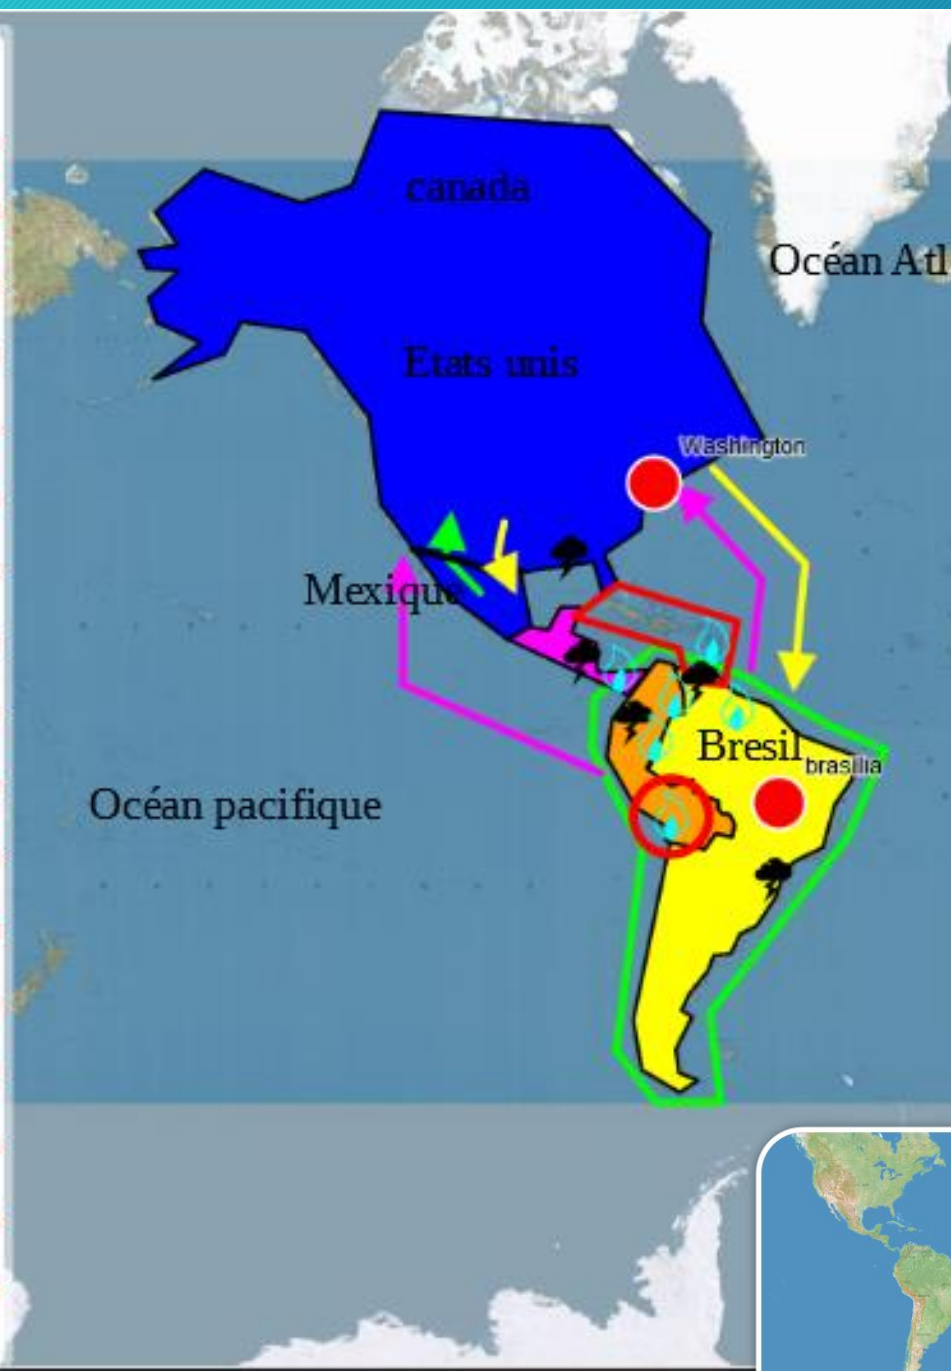 canada
Océan Atl
Etats unis
Washington
Mexique
Bresil
brasilia
Océan pacifique